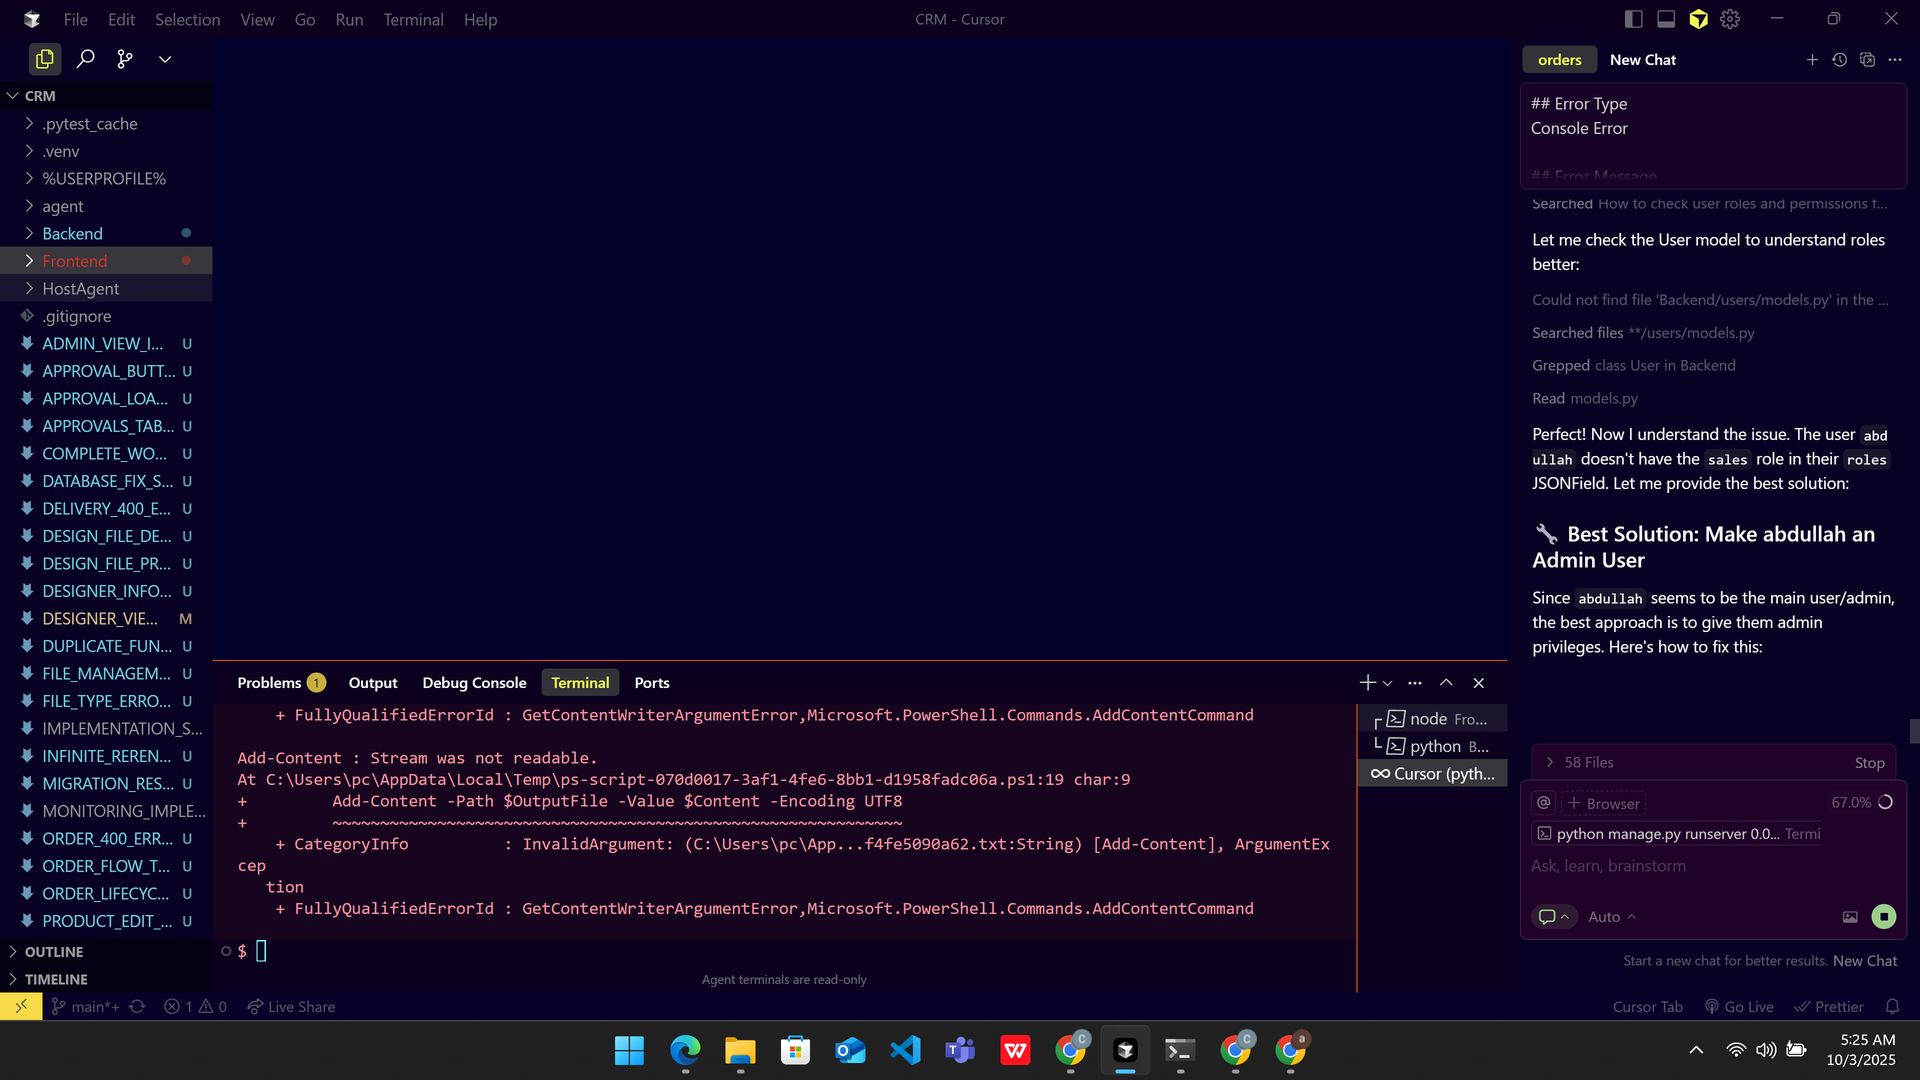 File Edit Selection View Go Run Terminal Help
CRM - Cursor
CRM
.pytest_cache
.venv
%USERPROFILE%
agent
Backend
Frontend
HostAgent
.gitignore
ADMIN_VIEW_I... U
APPROVAL_BUTT... U
APPROVAL_LOA... U
APPROVALS_TAB... U
COMPLETE_WO... U
DATABASE_FIX_S... U
DELIVERY_400_E... U
DESIGN_FILE_DE... U
DESIGN_FILE_PR... U
DESIGNER_INFO... U
DESIGNER_VIE... M
DUPLICATE_FUN... U
FILE_MANAGEM... U
FILE_TYPE_ERRO... U
IMPLEMENTATION_S...
INFINITE_REREN... U
MIGRATION_RES... U
MONITORING_IMPLE...
ORDER_400_ERR... U
ORDER_FLOW_T... U
ORDER_LIFECYC... U
PRODUCT_EDIT_... U
OUTLINE
TIMELINE
Problems 1 Output Debug Console Terminal Ports
+ FullyQualifiedErrorId : GetContentWriterArgumentError,Microsoft.PowerShell.Commands.AddContentCommand
Add-Content : Stream was not readable.
At C:\Users\pc\AppData\Local\Temp\ps-script-070d0017-3af1-4fe6-8bb1-d1958fadc06a.ps1:19 char:9
+         Add-Content -Path $OutputFile -Value $Content -Encoding UTF8
+         ~~~~~~~~~~~~~~~~~~~~~~~~~~~~~~~~~~~~~~~~~~~~~~~~~~~~~~~~~~~~
+ CategoryInfo          : InvalidArgument: (C:\Users\pc\App...f4fe5090a62.txt:String) [Add-Content], ArgumentEx
cep
tion
+ FullyQualifiedErrorId : GetContentWriterArgumentError,Microsoft.PowerShell.Commands.AddContentCommand
$
Agent terminals are read-only
node Fro...
python B...
Cursor (pyth...
orders New Chat
## Error Type
Console Error
## Error Message
Searched How to check user roles and permissions f...
Let me check the User model to understand roles
better:
Could not find file 'Backend/users/models.py' in the ...
Searched files **/users/models.py
Grepped class User in Backend
Read models.py
Perfect! Now I understand the issue. The user abd
ullah doesn't have the sales role in their roles
JSONField. Let me provide the best solution:
🔧 Best Solution: Make abdullah an
Admin User
Since abdullah seems to be the main user/admin,
the best approach is to give them admin
privileges. Here's how to fix this:
58 Files Stop
@ + Browser 67.0%
python manage.py runserver 0.0... Termi
Ask, learn, brainstorm
Auto
Start a new chat for better results. New Chat
main*+ 1 0 Live Share
Cursor Tab Go Live Prettier
5:25 AM
10/3/2025